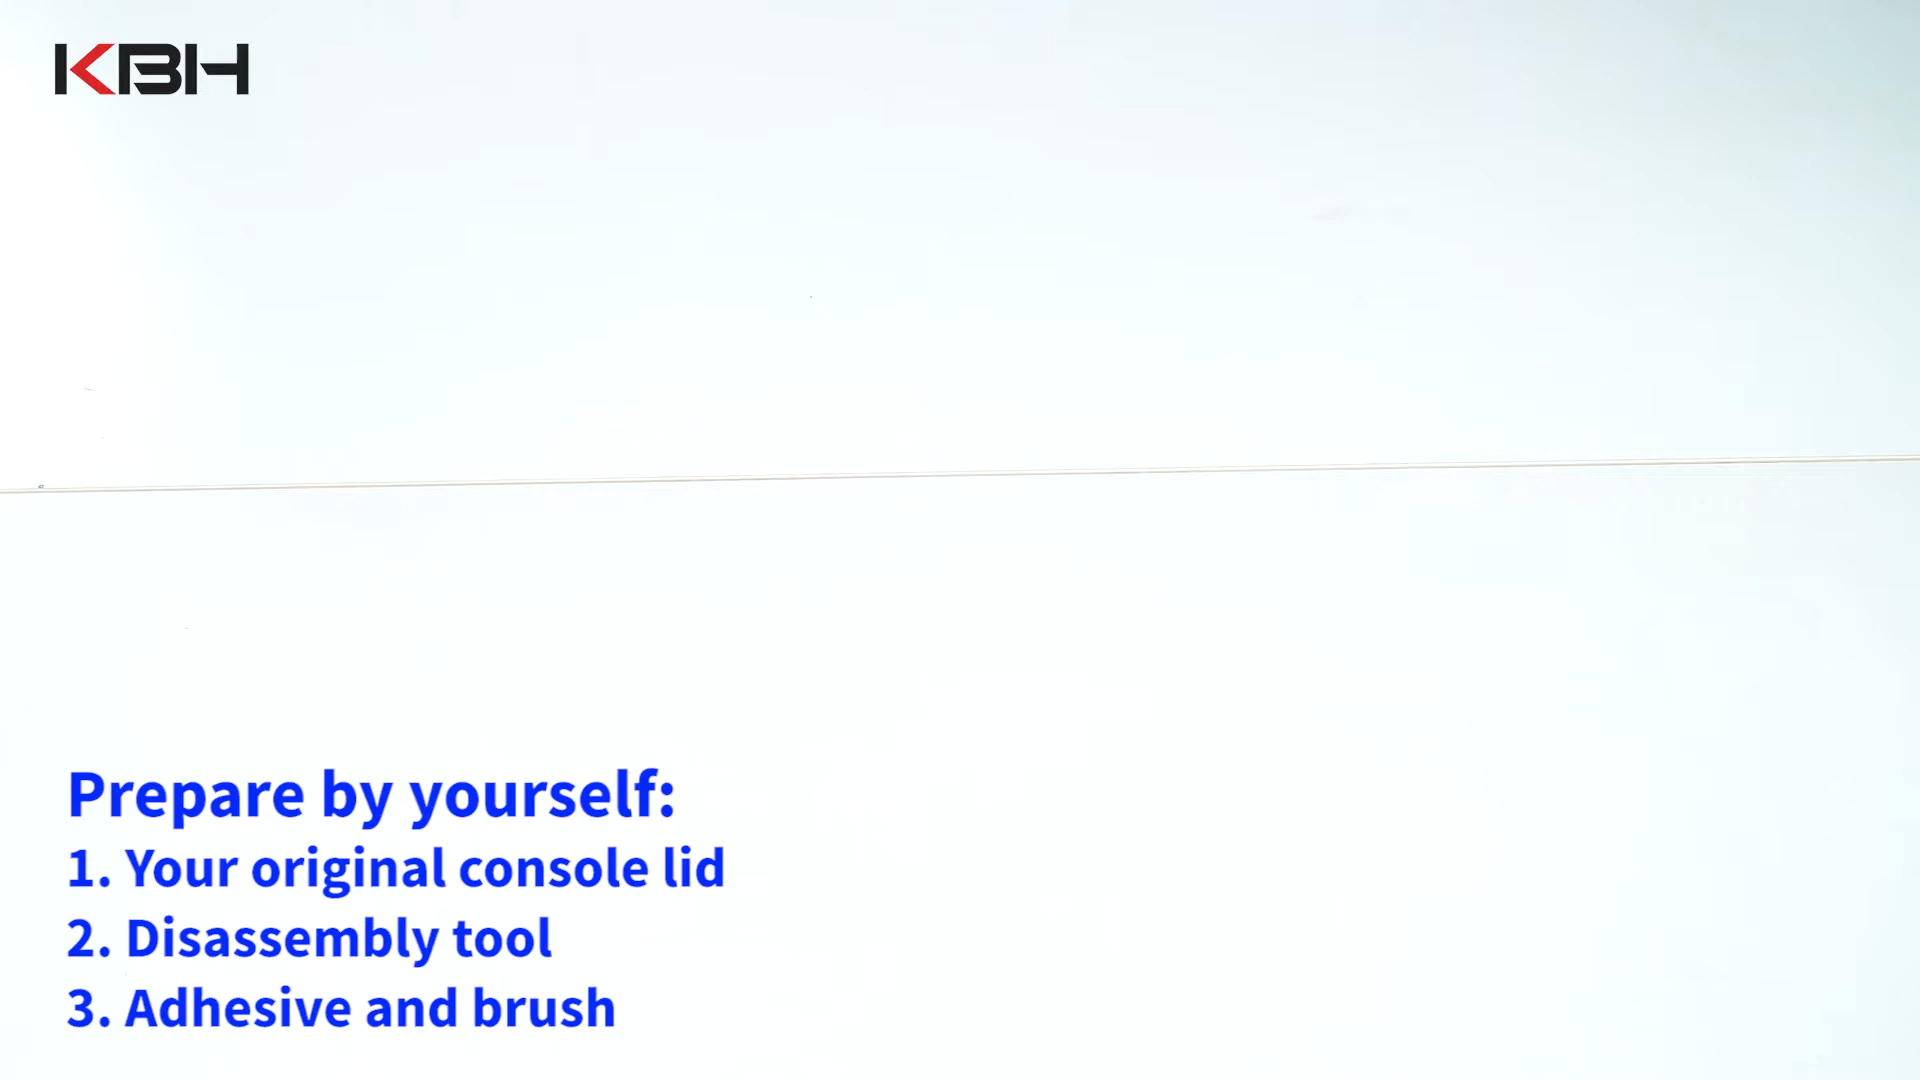 KBH
Prepare by yourself:
1. Your original console lid
2. Disassembly tool
3. Adhesive and brush